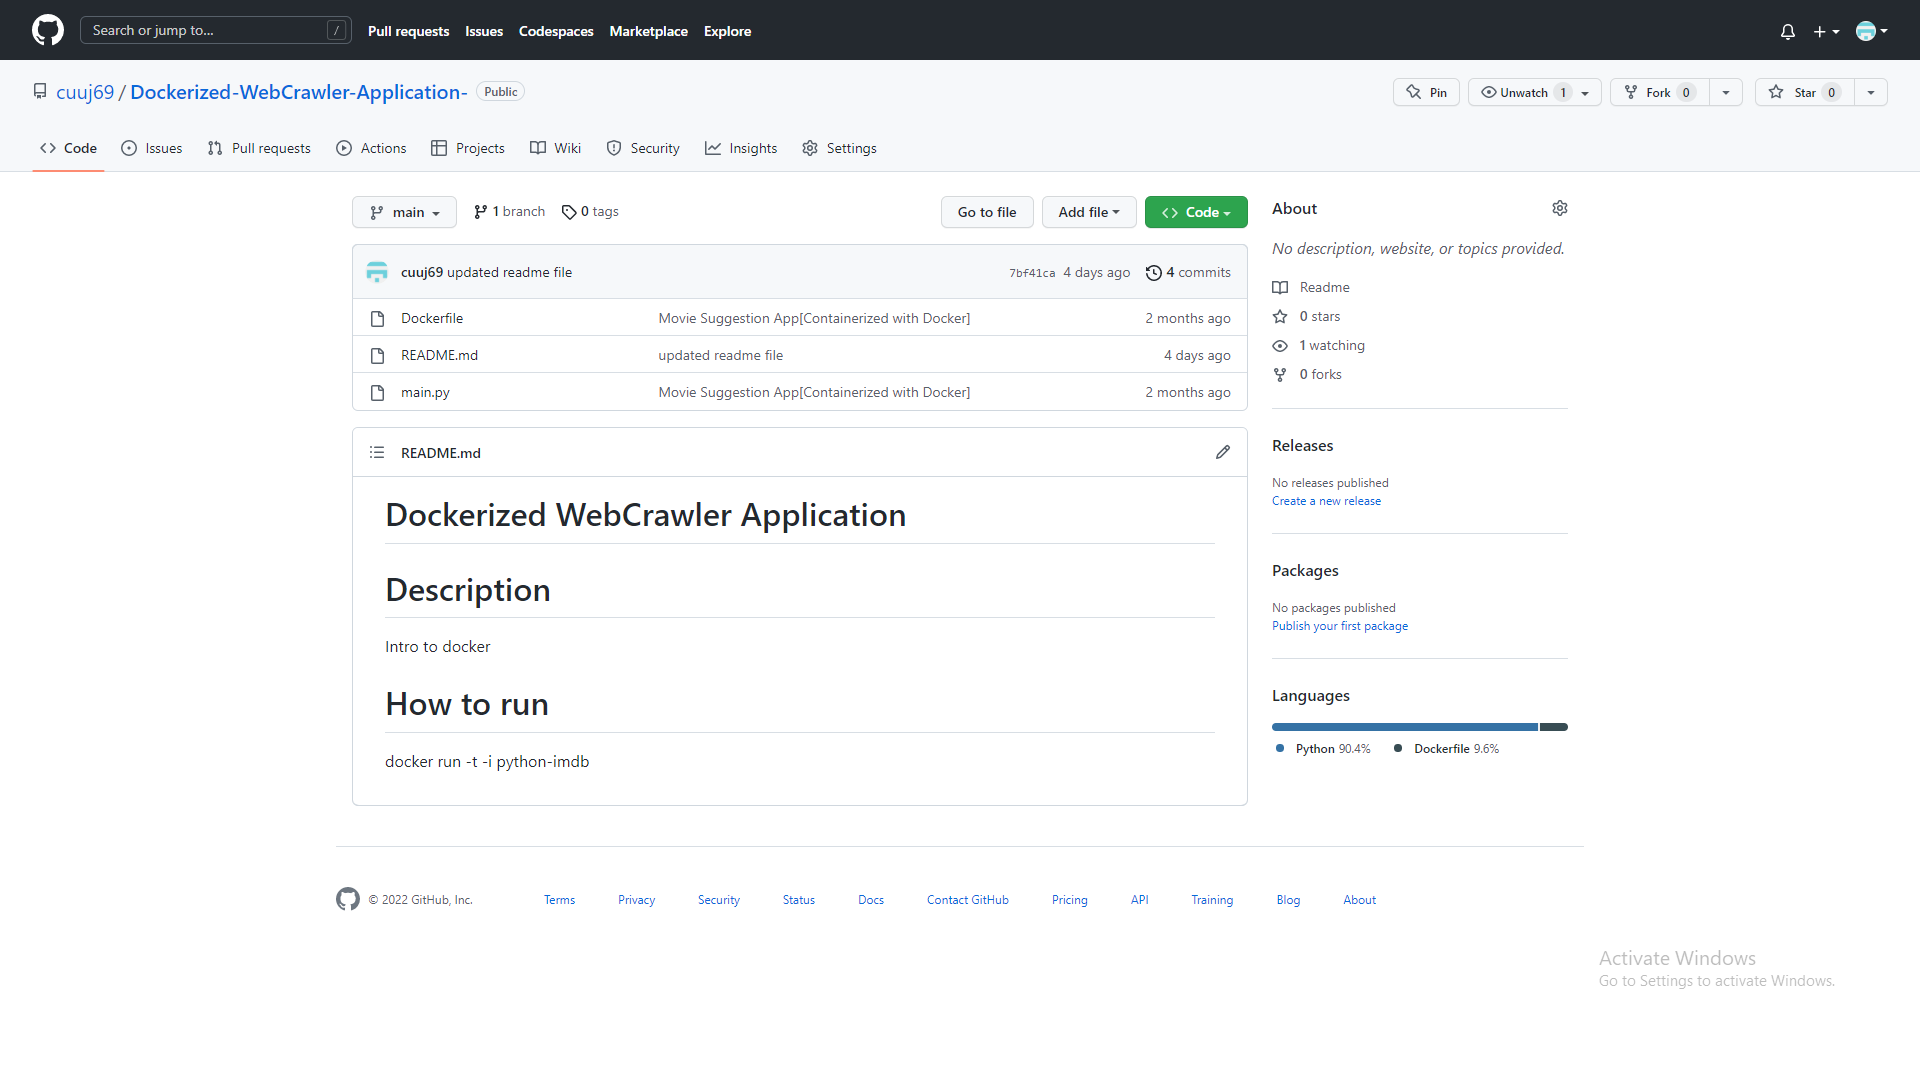 Search or jump to... /
Pull requests Issues Codespaces Marketplace Explore
cuuj69 / Dockerized-WebCrawler-Application- Public
Pin Unwatch 1 Fork 0 Star 0
Code Issues Pull requests Actions Projects Wiki Security Insights Settings
main 1 branch 0 tags Go to file Add file Code
cuuj69 updated readme file 7bf41ca 4 days ago 4 commits
Dockerfile Movie Suggestion App[Containerized with Docker] 2 months ago
README.md updated readme file 4 days ago
main.py Movie Suggestion App[Containerized with Docker] 2 months ago
README.md
Dockerized WebCrawler Application
Description
Intro to docker
How to run
docker run -t -i python-imdb
About
No description, website, or topics provided.
Readme
0 stars
1 watching
0 forks
Releases
No releases published
Create a new release
Packages
No packages published
Publish your first package
Languages
Python 90.4% Dockerfile 9.6%
© 2022 GitHub, Inc. Terms Privacy Security Status Docs Contact GitHub Pricing API Training Blog About
Activate Windows
Go to Settings to activate Windows.